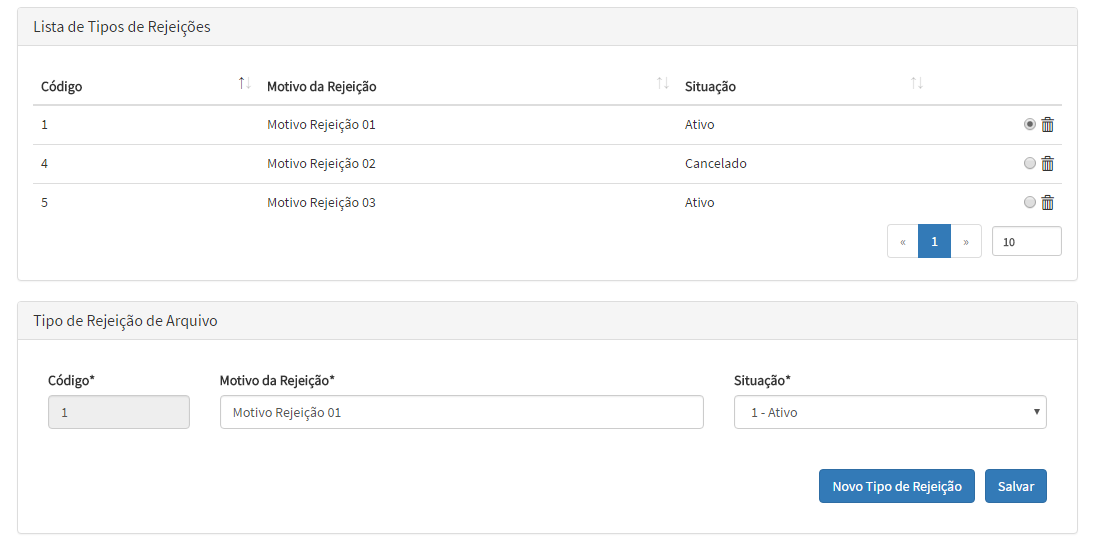 Lista de Tipos de Rejeições
Código Motivo da Rejeição Situação
1 Motivo Rejeição 01 Ativo
4 Motivo Rejeição 02 Cancelado
5 Motivo Rejeição 03 Ativo
« 1 » 10
Tipo de Rejeição de Arquivo
Código* Motivo da Rejeição* Situação*
1 Motivo Rejeição 01 1 - Ativo
Novo Tipo de Rejeição Salvar